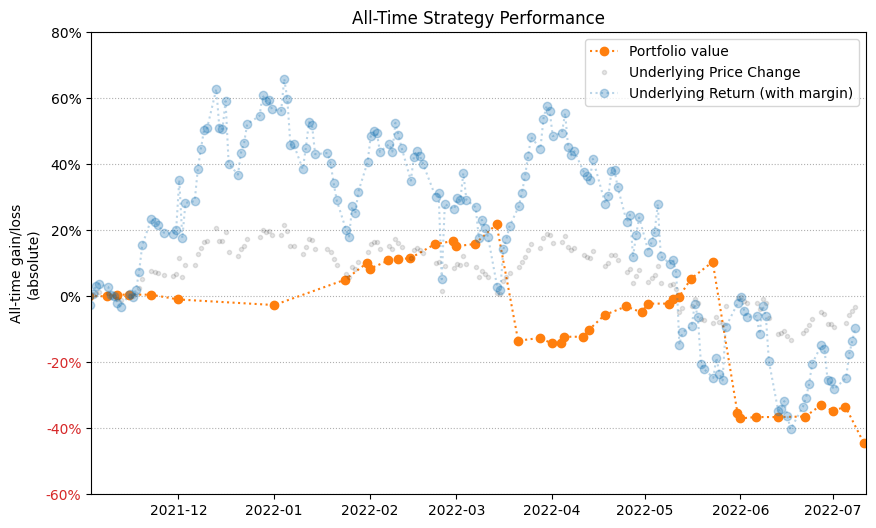 All-Time Strategy Performance
80%
60%
40%
20%
0%
-20%
-40%
-60%
All-time gain/loss
(absolute)
Portfolio value
Underlying Price Change
Underlying Return (with margin)
2021-12
2022-01
2022-02
2022-03
2022-04
2022-05
2022-06
2022-07